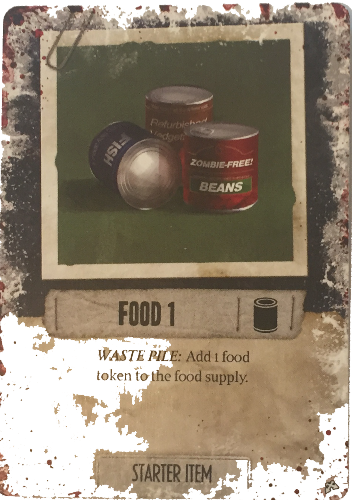 Refurbished
Hedgehog
FISH
ZOMBIE-FREE!
BEANS
FOOD 1
WASTE PILE: Add 1 food
token to the food supply.
STARTER ITEM